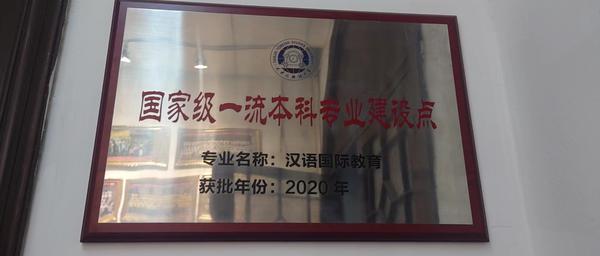 国家级一流本科专业建设点
专业名称：汉语国际教育
获批年份：2020 年